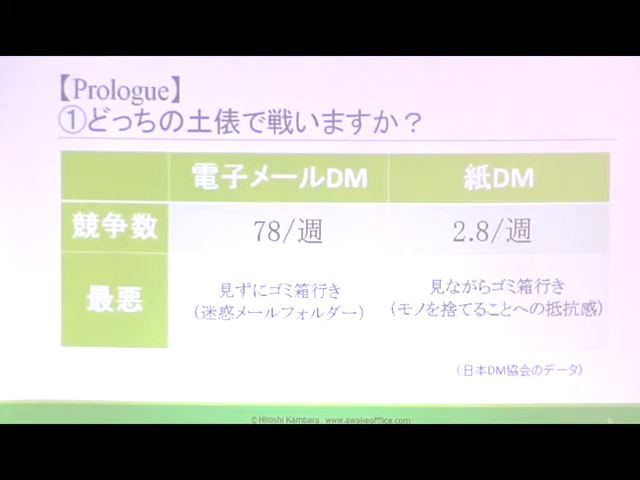 【Prologue】
①どっちの土俵で戦いますか？
電子メールDM 紙DM
競争数 78/週 2.8/週
最悪 見ずにゴミ箱行き 見ながらゴミ箱行き
（迷惑メールフォルダー） （モノを捨てることへの抵抗感）
（日本DM協会のデータ）
© Hitoshi Kambara www.awakeoffice.com